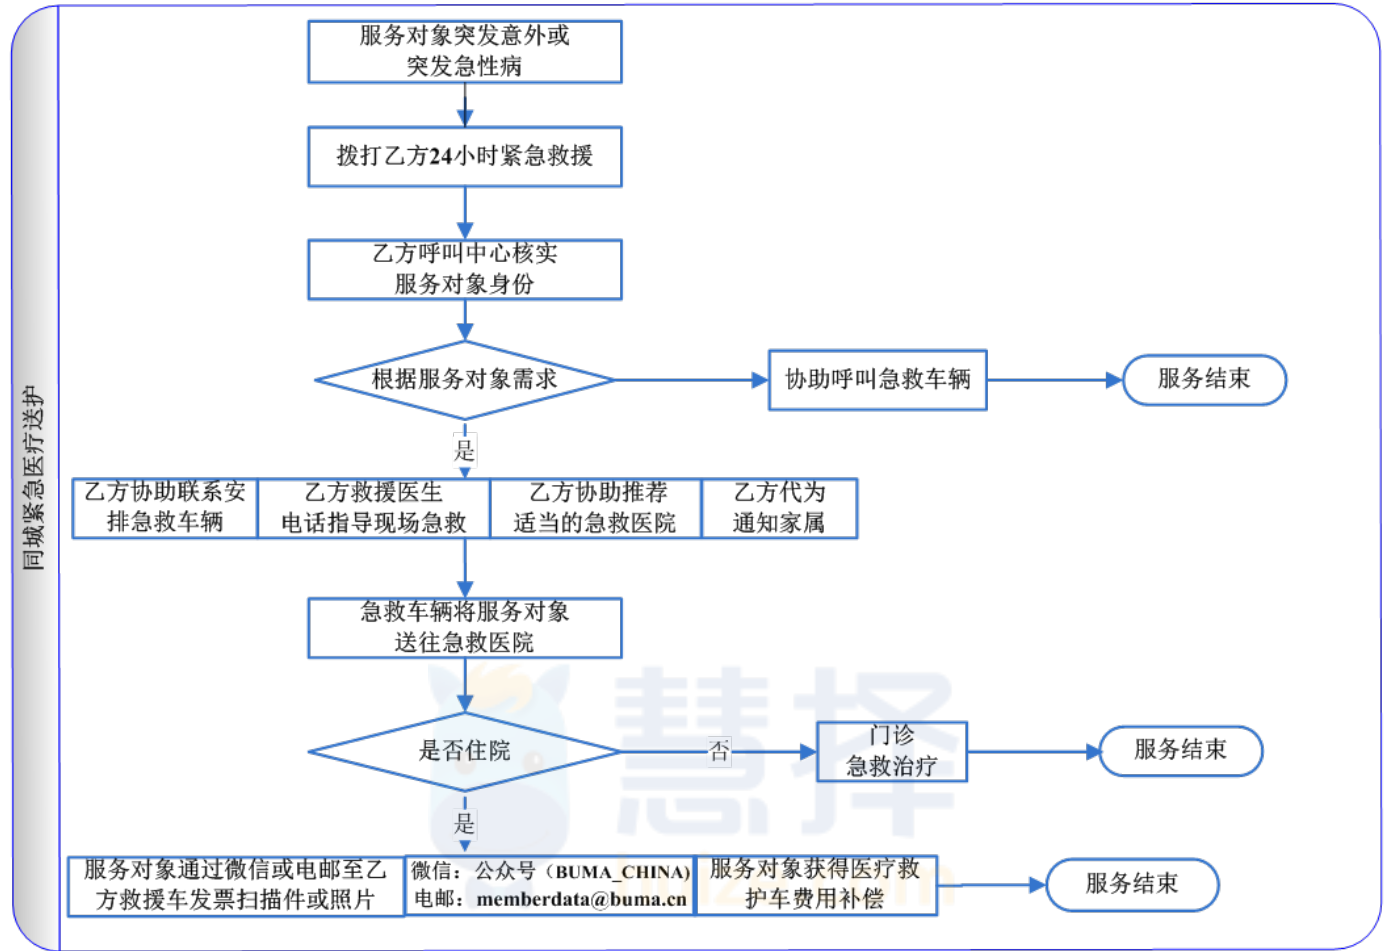 同城紧急医疗送护
服务对象突发意外或
突发急性病
拨打乙方24小时紧急救援
乙方呼叫中心核实
服务对象身份
根据服务对象需求
协助呼叫急救车辆
服务结束
是
乙方协助联系安
排急救车辆
乙方救援医生
电话指导现场急救
乙方协助推荐
适当的急救医院
乙方代为
通知家属
急救车辆将服务对象
送往急救医院
慧择
是否住院
否
门诊
急救治疗
服务结束
是
服务对象通过微信或电邮至乙
方救援车发票扫描件或照片
微信：公众号（BUMA_CHINA)
电邮：memberdata@buma.cn
服务对象获得医疗救
护车费用补偿
服务结束